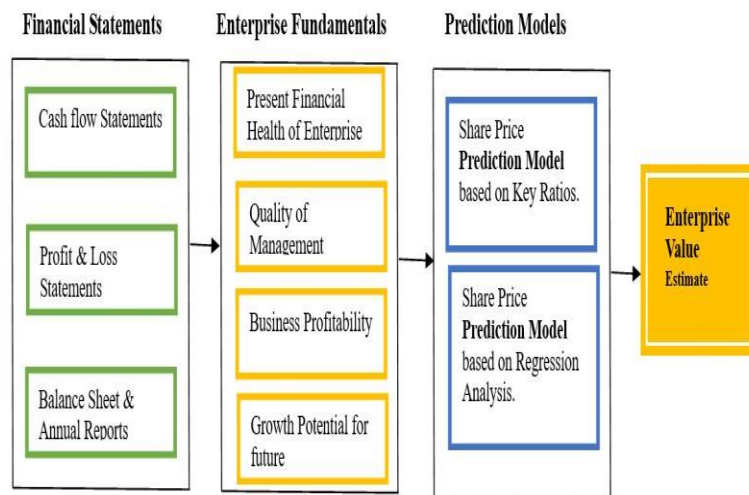 Financial Statements
Cash flow Statements
Profit & Loss
Statements
Balance Sheet &
Annual Reports
Enterprise Fundamentals
Present Financial
Health of Enterprise
Quality of
Management
Business Profitability
Growth Potential for
future
Prediction Models
Share Price
Prediction Model
based on Key Ratios.
Share Price
Prediction Model
based on Regression
Analysis.
Enterprise
Value
Estimate